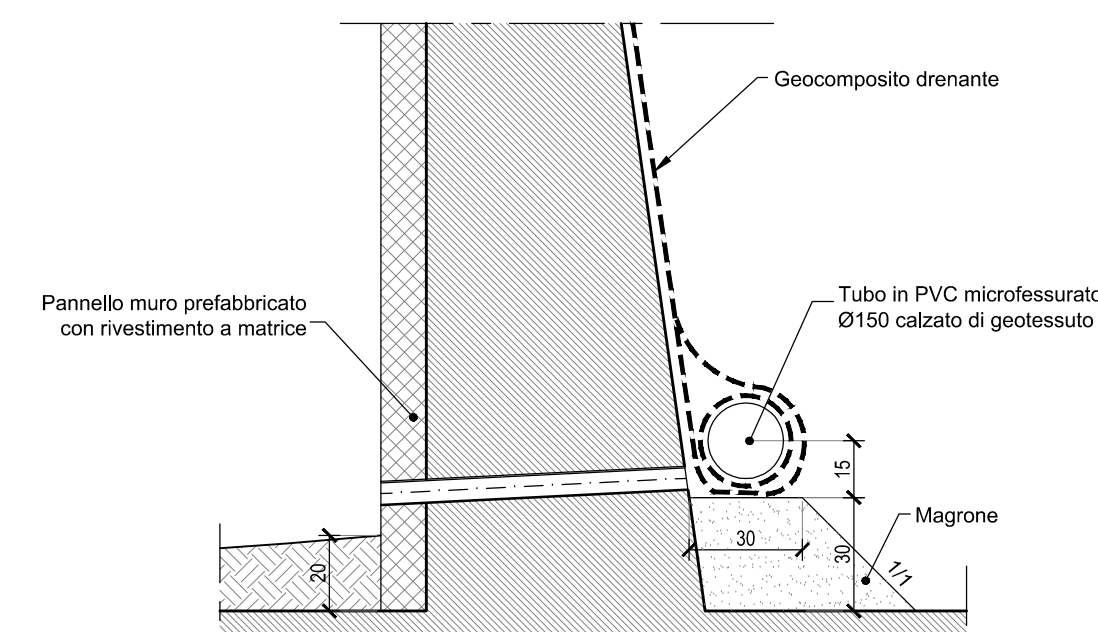 Geocomposito drenante
Pannello muro prefabbricato
con rivestimento a matrice
Tubo in PVC microfessurato
Ø150 calzato di geotessuto
15
Magrone
30
30
1/1
20